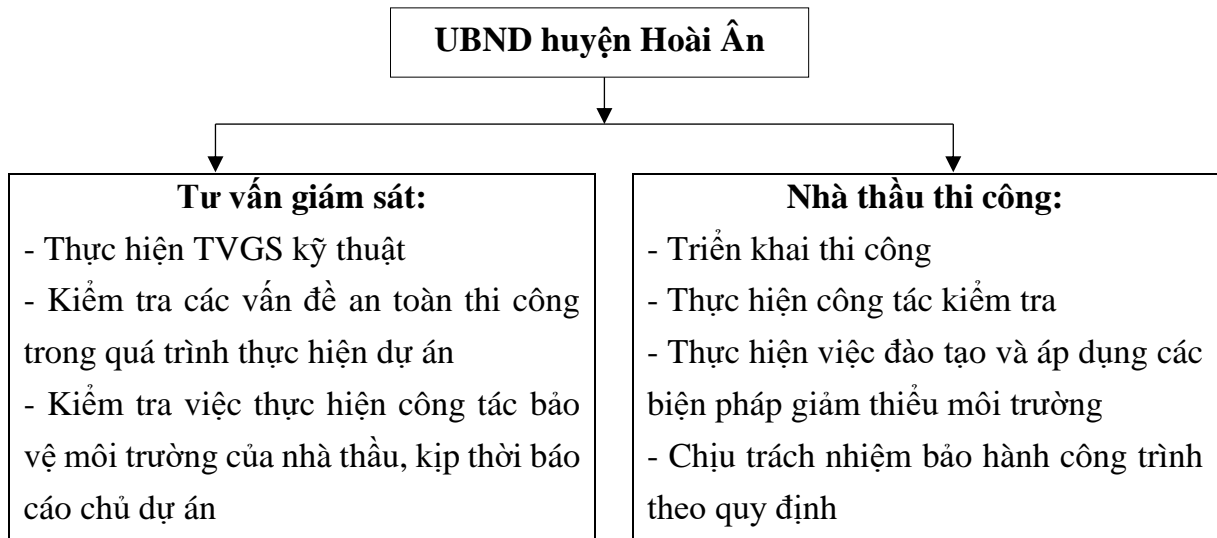 UBND huyện Hoài Ân
Tư vấn giám sát:
- Thực hiện TVGS kỹ thuật
- Kiểm tra các vấn đề an toàn thi công
trong quá trình thực hiện dự án
- Kiểm tra việc thực hiện công tác bảo
vệ môi trường của nhà thầu, kịp thời báo
cáo chủ dự án
Nhà thầu thi công:
- Triển khai thi công
- Thực hiện công tác kiểm tra
- Thực hiện việc đào tạo và áp dụng các
biện pháp giảm thiểu môi trường
- Chịu trách nhiệm bảo hành công trình
theo quy định